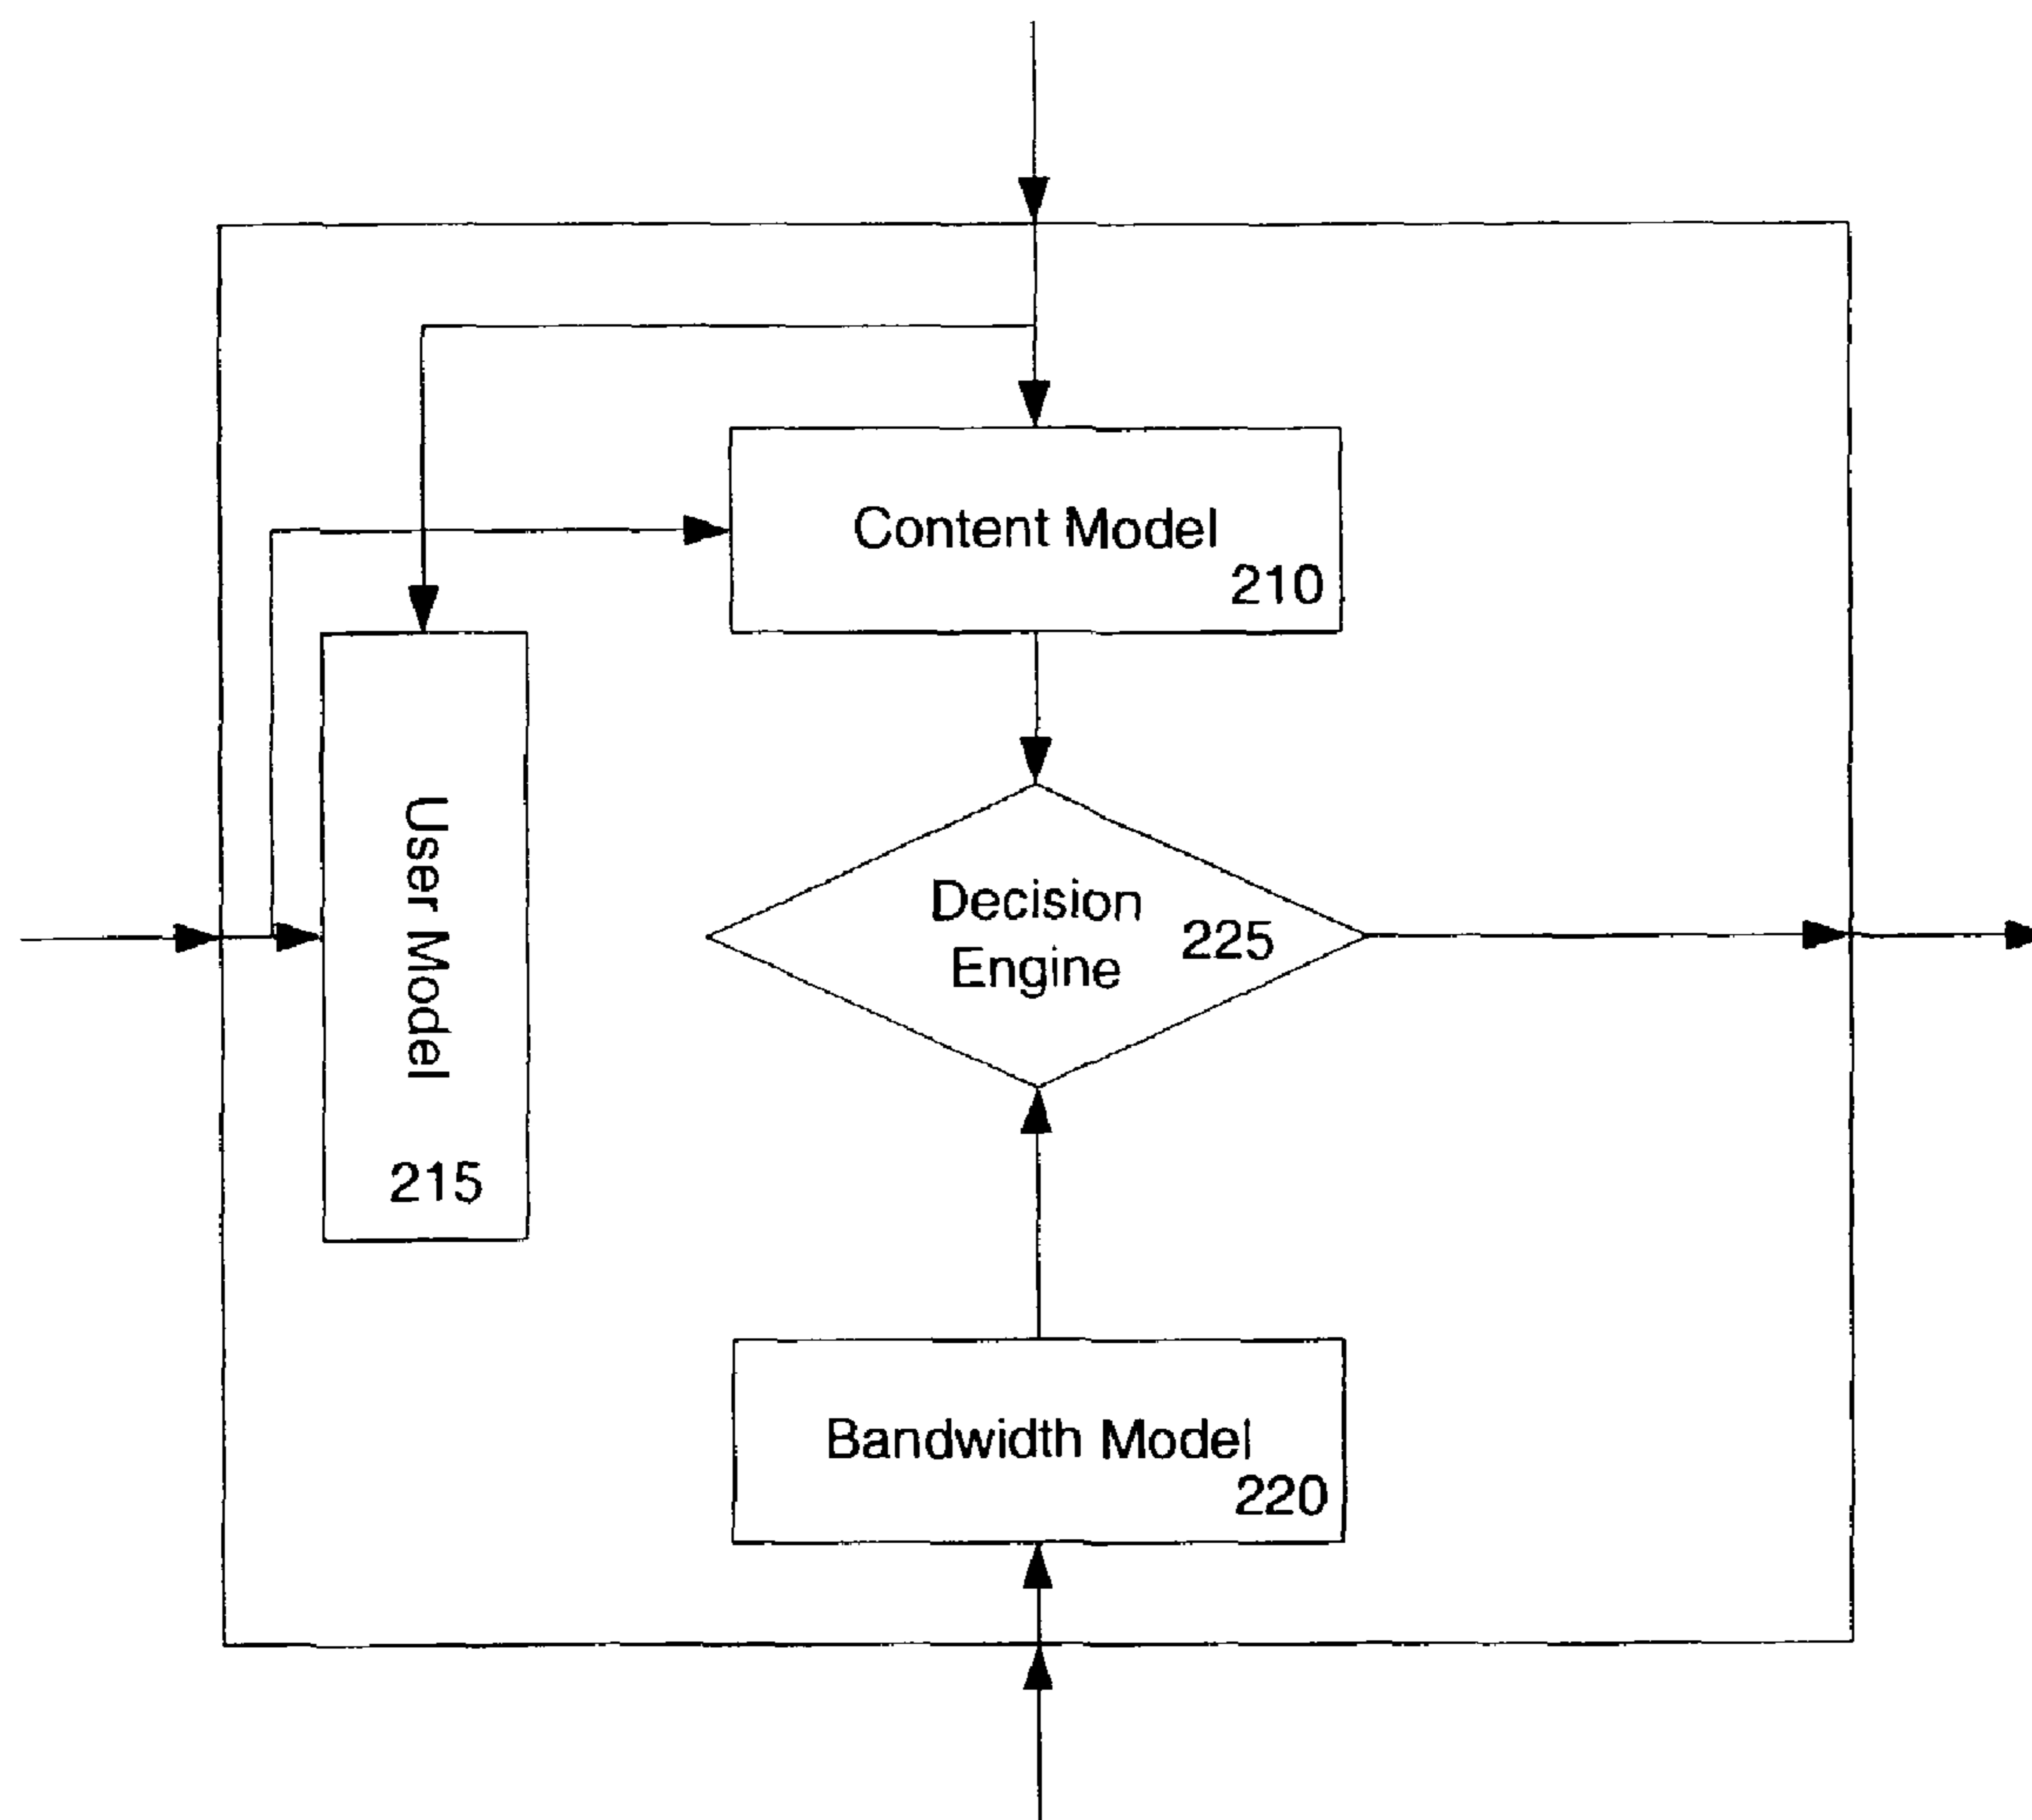 Content Model
210
User Model
215
Decision
Engine
225
Bandwidth Model
220